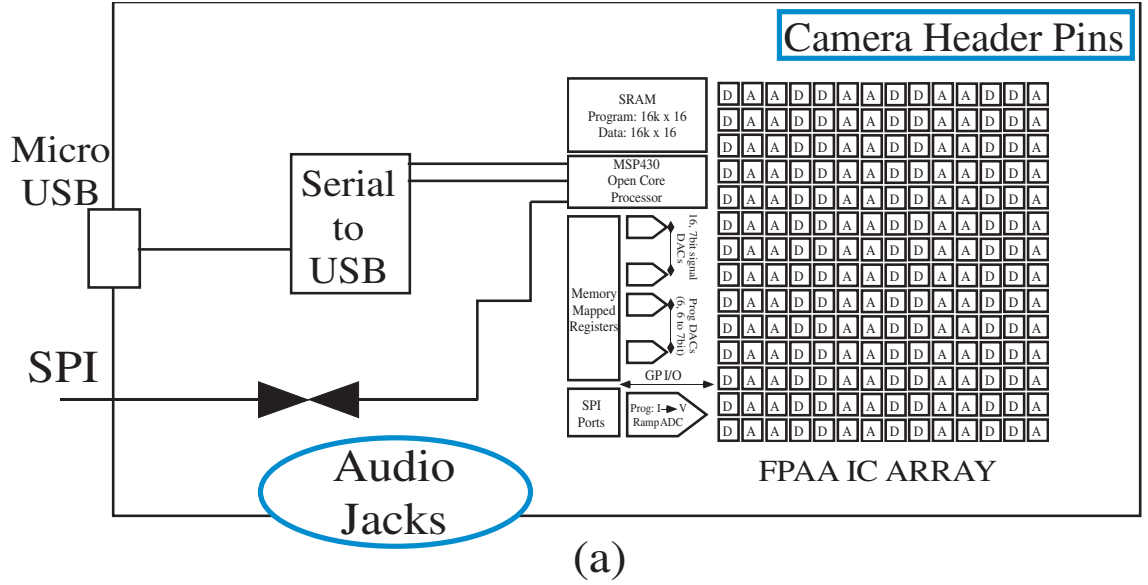 Camera Header Pins
Micro
USB
Serial
to
USB
SPI
Audio
Jacks
SRAM
Program: 16k x 16
Data: 16k x 16
MSP430
Open Core
Processor
Memory
Mapped
Registers
16, 7bit signal
DACs
Prog DACs
(6, 6 to 7bit)
GP I/O
SPI
Ports
Prog: I V
Ramp ADC
D A A D D A A D D A A D D A
D A A D D A A D D A A D D A
D A A D D A A D D A A D D A
D A A D D A A D D A A D D A
D A A D D A A D D A A D D A
D A A D D A A D D A A D D A
D A A D D A A D D A A D D A
D A A D D A A D D A A D D A
D A A D D A A D D A A D D A
D A A D D A A D D A A D D A
D A A D D A A D D A A D D A
D A A D D A A D D A A D D A
D A A D D A A D D A A D D A
D A A D D A A D D A A D D A
FPAA IC ARRAY
(a)